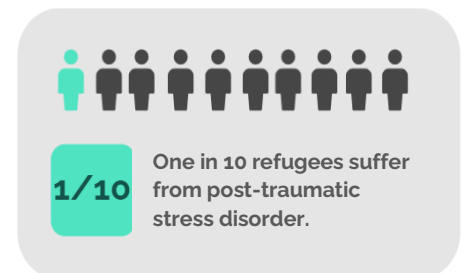 1/10
One in 10 refugees suffer
from post-traumatic
stress disorder.